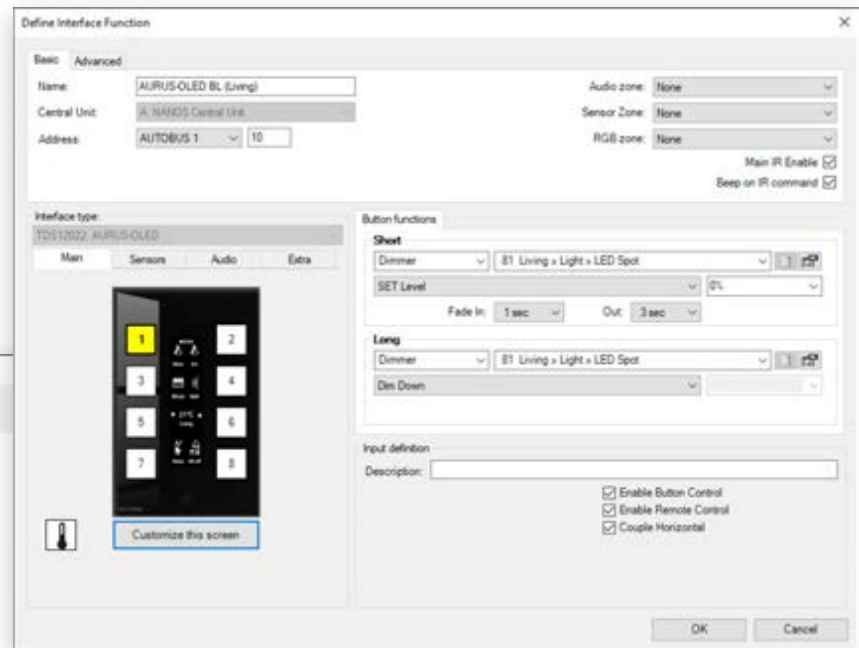 Define Interface Function
Basic Advanced
Name: AURUS-OLED BL (Living) Audio zone: None
Central Unit: A: NANOS Central Unit Sensor Zone: None
Address: AUTOBUS 1 10 RGB zone: None
Main IR Enable
Beep on IR command
Interface type:
TDS12022: AURUS-OLED
Main Sensors Audio Extra
Button functions
Short
Dimmer 81 Living » Light » LED Spot
SET Level 0%
Fade In: 1 sec Out: 3 sec
Long
Dimmer 81 Living » Light » LED Spot
Dim Down
1 2
3 4
5 21°C 6
Living
7 8
Customize this screen
Input definition
Description:
Enable Button Control
Enable Remote Control
Couple Horizontal
OK Cancel